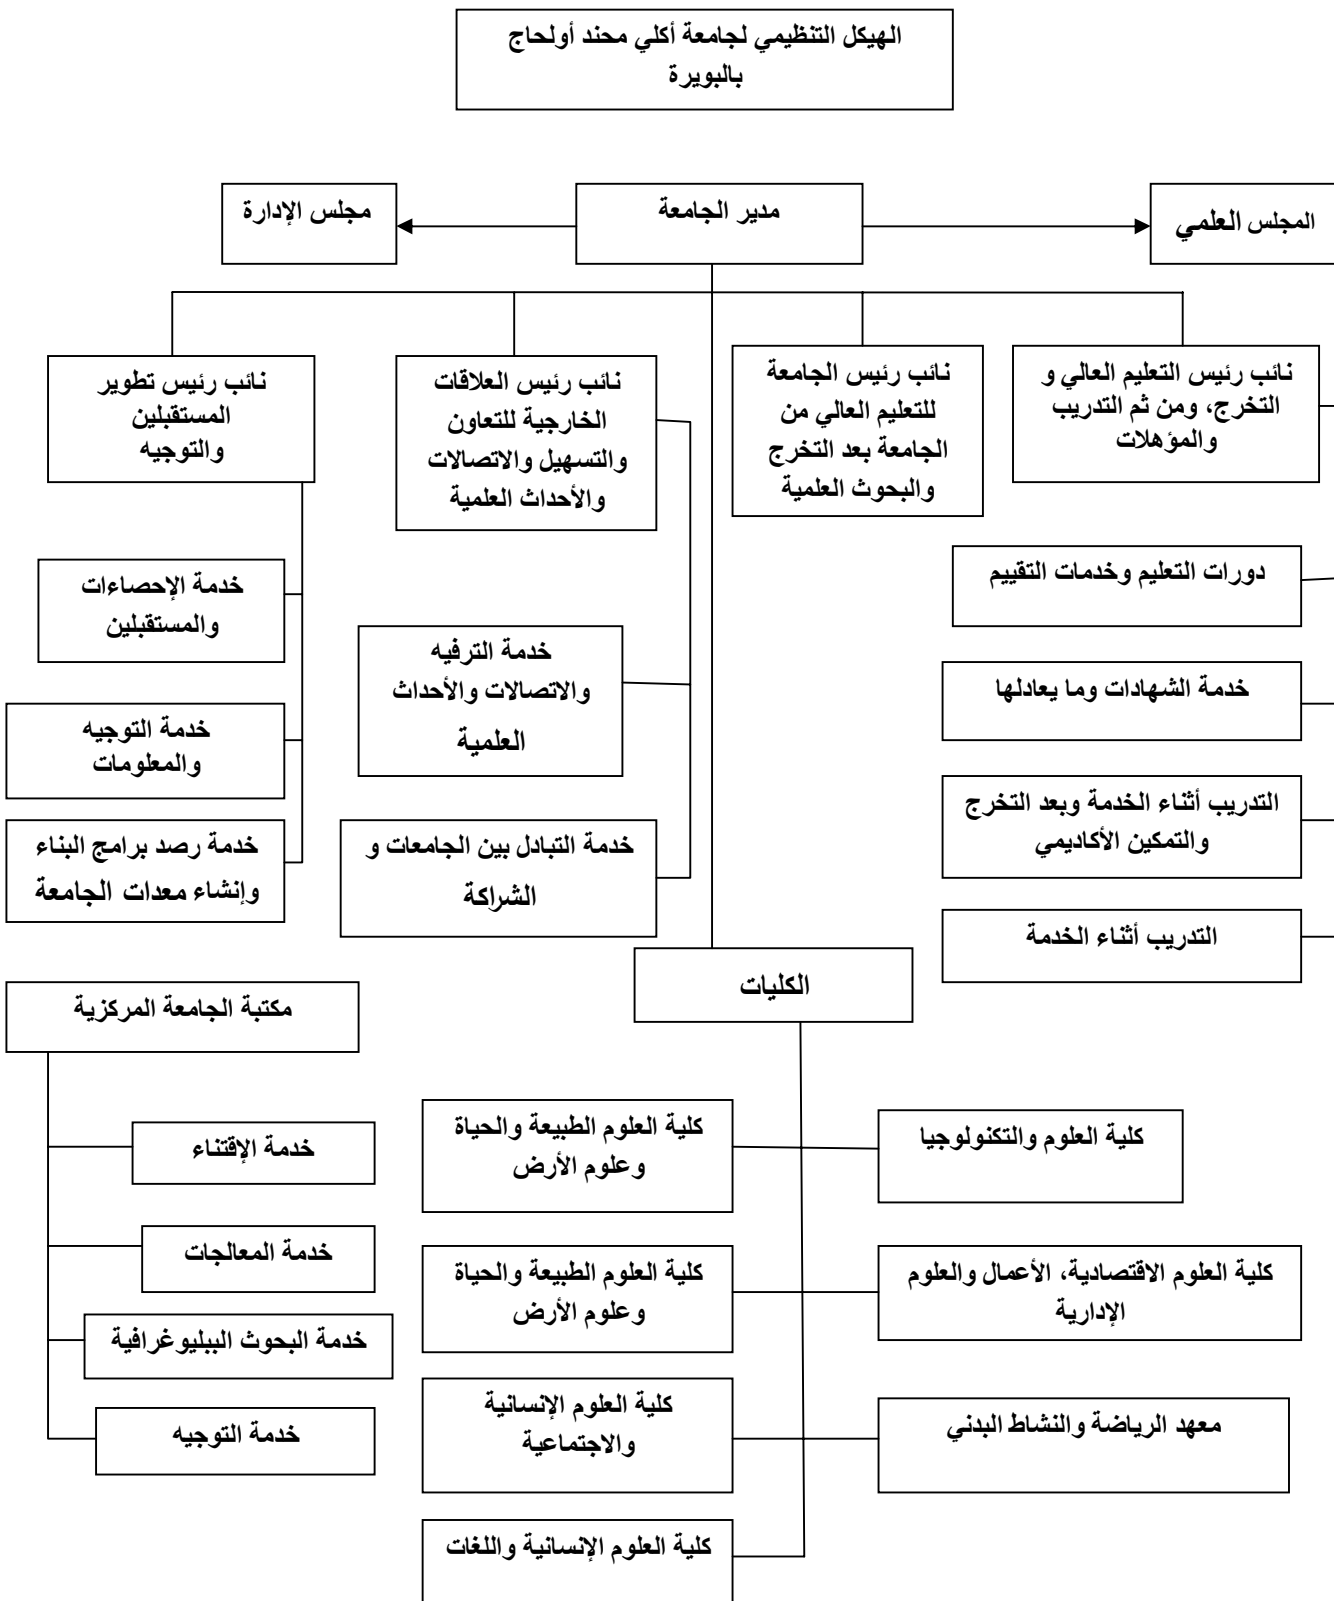 الهيكل التنظيمي لجامعة أكلي محند أولحاج
بالبويرة
المجلس العلمي
مدير الجامعة
مجلس الإدارة
نائب رئيس التعليم العالي و
التخرج، ومن ثم التدريب
والمؤهلات
نائب رئيس الجامعة
للتعليم العالي من
الجامعة بعد التخرج
والبحوث العلمية
نائب رئيس العلاقات
الخارجية للتعاون
والتسهيل والاتصالات
والأحداث العلمية
نائب رئيس تطوير
المستقبلين
والتوجيه
دورات التعليم وخدمات التقييم
خدمة الشهادات وما يعادلها
التدريب أثناء الخدمة وبعد التخرج
والتمكين الأكاديمي
التدريب أثناء الخدمة
خدمة الترفيه
والاتصالات والأحداث
العلمية
خدمة التبادل بين الجامعات و
الشراكة
خدمة الإحصاءات
والمستقبلين
خدمة التوجيه
والمعلومات
خدمة رصد برامج البناء
وإنشاء معدات الجامعة
الكليات
كلية العلوم والتكنولوجيا
كلية العلوم الطبيعة والحياة
وعلوم الأرض
كلية العلوم الاقتصادية، الأعمال والعلوم
الإدارية
كلية العلوم الطبيعة والحياة
وعلوم الأرض
معهد الرياضة والنشاط البدني
كلية العلوم الإنسانية
والاجتماعية
كلية العلوم الإنسانية واللغات
مكتبة الجامعة المركزية
خدمة الإقتناء
خدمة المعالجات
خدمة البحوث الببليوغرافية
خدمة التوجيه